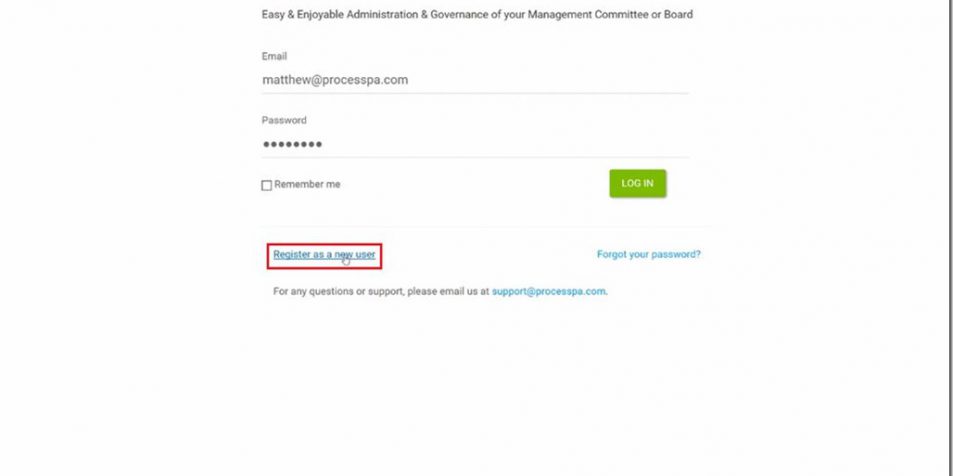 Easy & Enjoyable Administration & Governance of your Management Committee or Board
Email
matthew@processpa.com
Password
••••••••
Remember me
LOG IN
Register as a new user
Forgot your password?
For any questions or support, please email us at support@processpa.com.